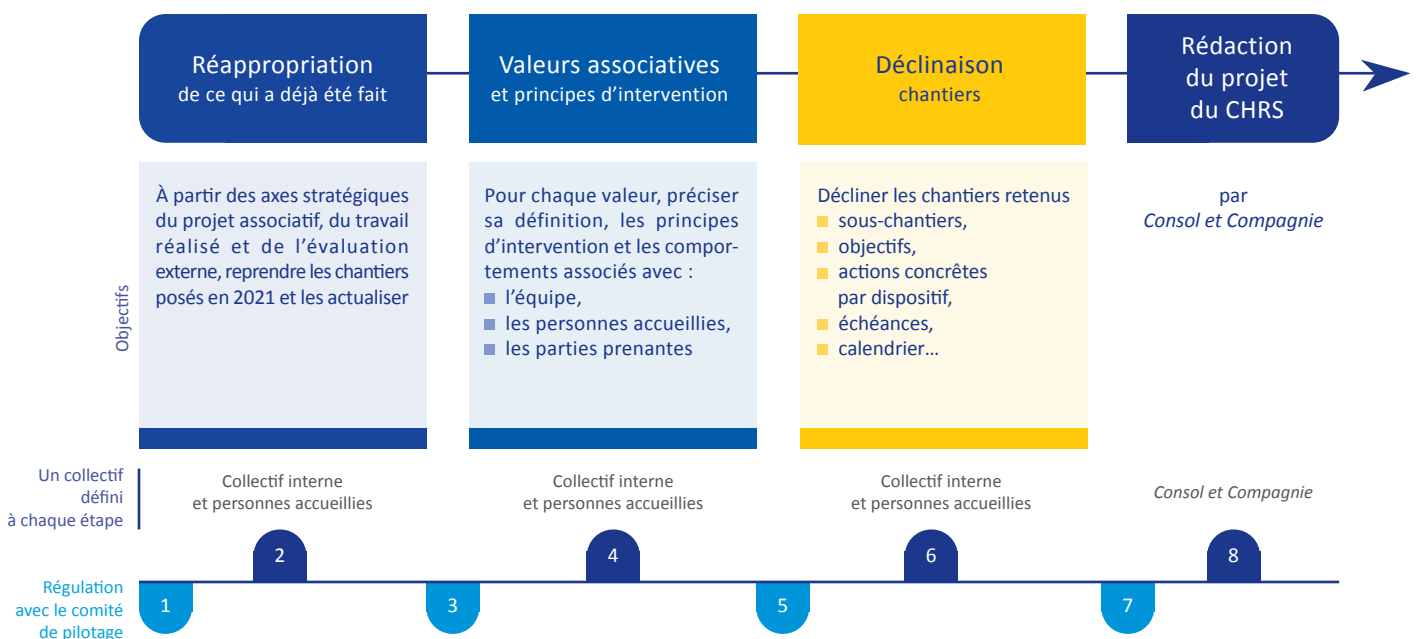 Réappropriation
de ce qui a déjà été fait
Valeurs associatives
et principes d'intervention
Déclinaison
chantiers
Rédaction
du projet
du CHRS
Objectifs
À partir des axes stratégiques
du projet associatif, du travail
réalisé et de l'évaluation
externe, reprendre les chantiers
posés en 2021 et les actualiser
Pour chaque valeur, préciser
sa définition, les principes
d'intervention et les compor-
tements associés avec :
l'équipe,
les personnes accueillies,
les parties prenantes
Décliner les chantiers retenus
sous-chantiers,
objectifs,
actions concrètes
par dispositif,
échéances,
calendrier…
par
Consol et Compagnie
Un collectif
défini
à chaque étape
Collectif interne
et personnes accueillies
Collectif interne
et personnes accueillies
Collectif interne
et personnes accueillies
Consol et Compagnie
2
4
6
8
Régulation
avec le comité
de pilotage
1
3
5
7